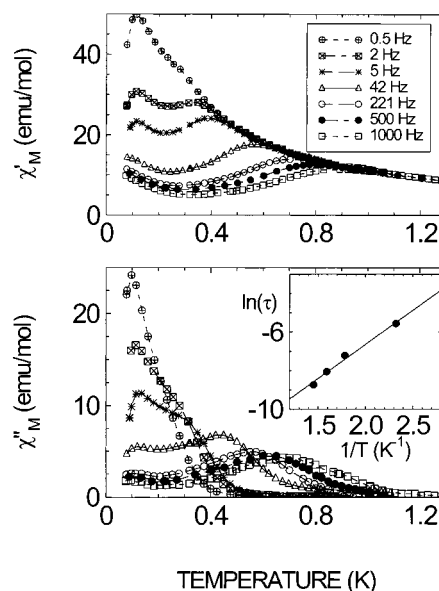 χ'M (emu/mol)
40
20
0
0.5 Hz
2 Hz
5 Hz
42 Hz
221 Hz
500 Hz
1000 Hz
0.0 0.4 0.8 1.2
χ"M (emu/mol)
20
10
0
ln(τ)
-6
-10
1.5 2.0 2.5
1/T (K⁻¹)
0.0 0.4 0.8 1.2
TEMPERATURE (K)